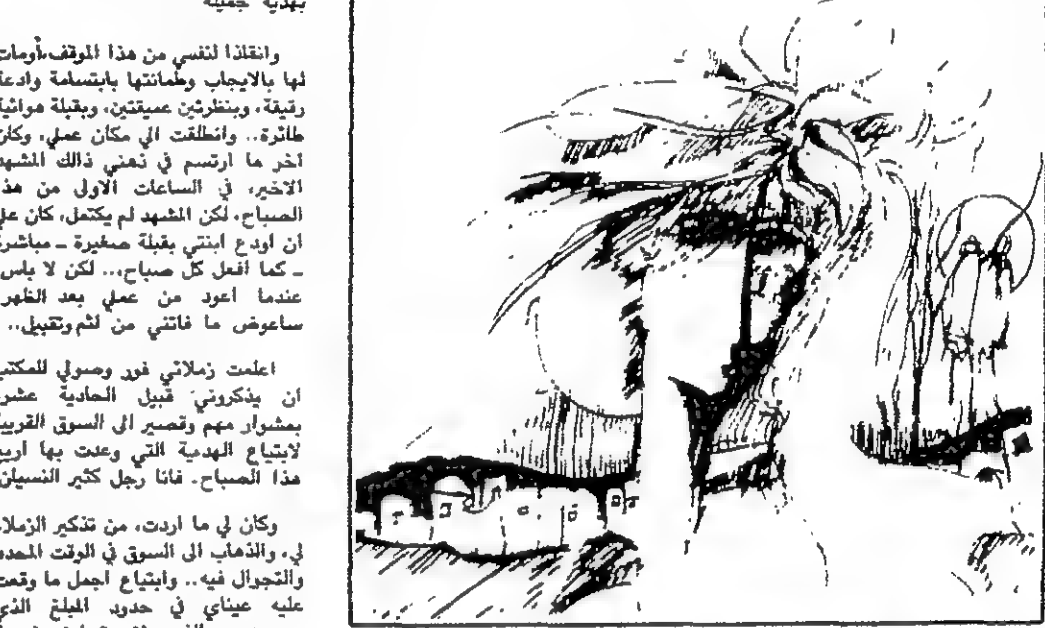 بهدية جميلة
وانقاذا لنفسي من هذا الموقف، أومات
لها بالايجاب وطمانتها بابتسامة وادعة
رقيقة، وبنظرتين عميقتين، وبقبلة هوائية
طائرة.. وانطلقت الى مكان عملي، وكان
اخر ما ارتسم في ذهني ذالك المشهد
الاخير، في الساعات الاولى من هذا
الصباح. لكن المشهد لم يكتمل، كان علي
ان اودع ابنتي بقبلة صغيرة ــ مباشرة
ــ كما افعل كل صباح،.. لكن لا باس
عندما اعود من عملي بعد الظهر
ساعوض ما فاتني من لثم وتقبيل..
اعلمت زملائي فور وصولي للمكتب
ان يذكروني قبيل الحادية عشر
بمشوار مهم وقصير الى السوق القريب
لابتياع الهدية التي وعدت بها اريج
هذا الصباح. فانا رجل كثير النسيان
وكان لي ما اردت، من تذكير الزملاء
لي، والذهاب الى السوق في الوقت المحدد
والتجوال فيه.. وابتياع اجمل ما وقعت
عليه عيناي في حدود المبلغ الذي